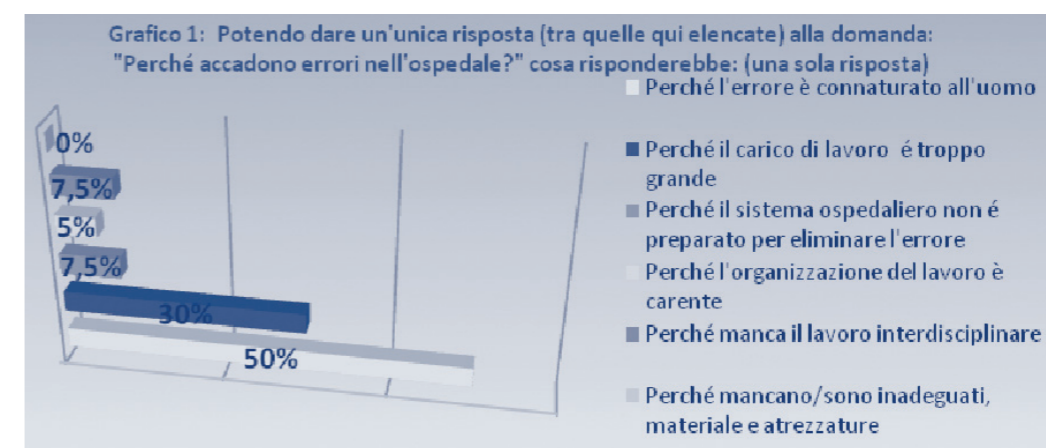 Grafico 1: Potendo dare un'unica risposta (tra quelle qui elencate) alla domanda:
"Perché accadono errori nell'ospedale?" cosa risponderebbe: (una sola risposta)
0%
7,5%
5%
7,5%
30%
50%
Perché l'errore è connaturato all'uomo
Perché il carico di lavoro é troppo
grande
Perché il sistema ospedaliero non é
preparato per eliminare l'errore
Perché l'organizzazione del lavoro è
carente
Perché manca il lavoro interdisciplinare
Perché mancano/sono inadeguati,
materiale e atrezzature